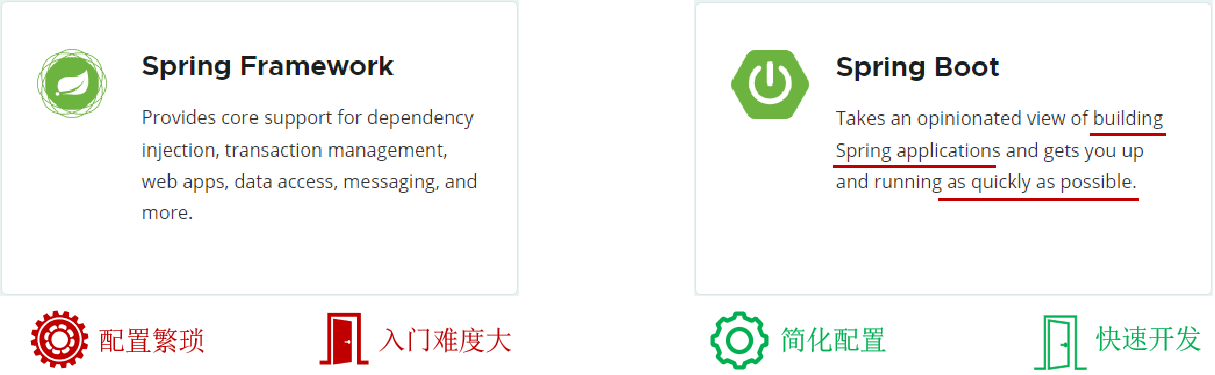 Spring Framework
Provides core support for dependency
injection, transaction management,
web apps, data access, messaging, and
more.
配置繁琐
入门难度大
Spring Boot
Takes an opinionated view of building
Spring applications and gets you up
and running as quickly as possible.
简化配置
快速开发